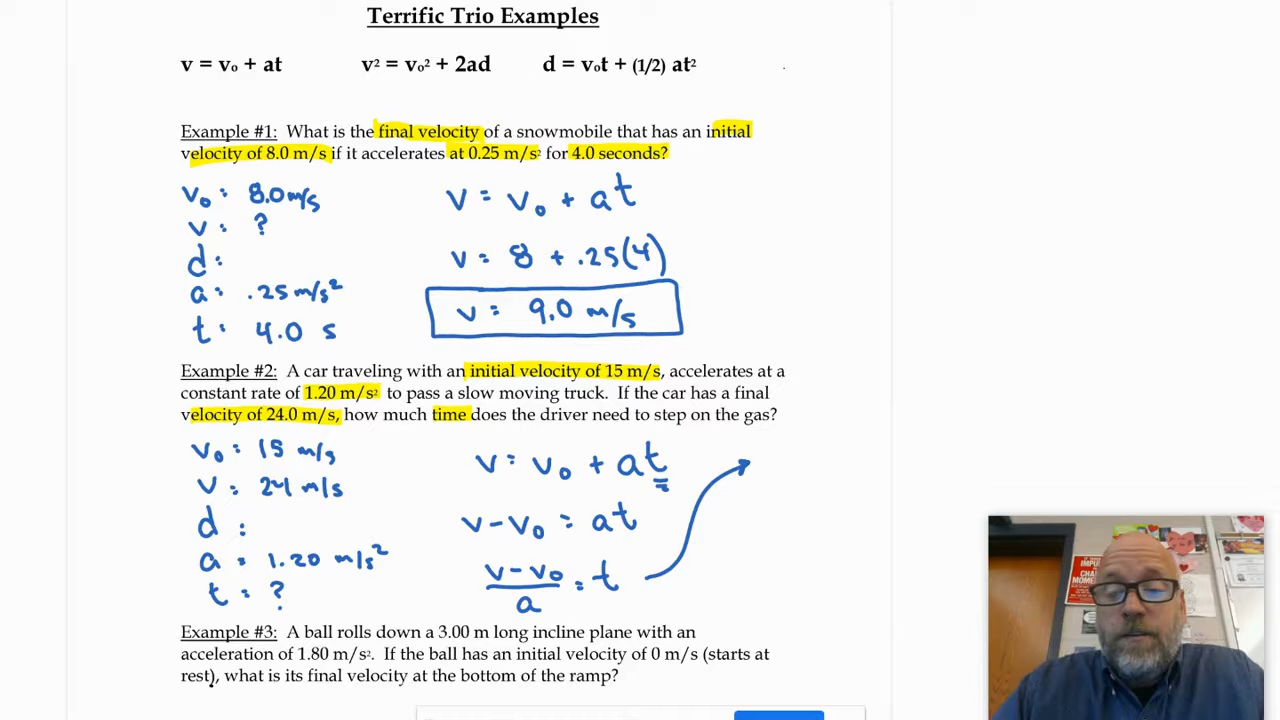 Terrific Trio Examples
v = v₀ + at v² = v₀² + 2ad d = v₀t + (1/2) at²
Example #1: What is the final velocity of a snowmobile that has an initial
velocity of 8.0 m/s if it accelerates at 0.25 m/s² for 4.0 seconds?
v₀ : 8.0 m/s
v : ?
d :
a : .25 m/s²
t : 4.0 s
v = v₀ + at
v = 8 + .25(4)
v = 9.0 m/s
Example #2: A car traveling with an initial velocity of 15 m/s, accelerates at a
constant rate of 1.20 m/s² to pass a slow moving truck. If the car has a final
velocity of 24.0 m/s, how much time does the driver need to step on the gas?
v₀ : 15 m/s
v : 24 m/s
d :
a : 1.20 m/s²
t : ?
v = v₀ + at
v - v₀ = at
v - v₀ / a = t
Example #3: A ball rolls down a 3.00 m long incline plane with an
acceleration of 1.80 m/s². If the ball has an initial velocity of 0 m/s (starts at
rest), what is its final velocity at the bottom of the ramp?